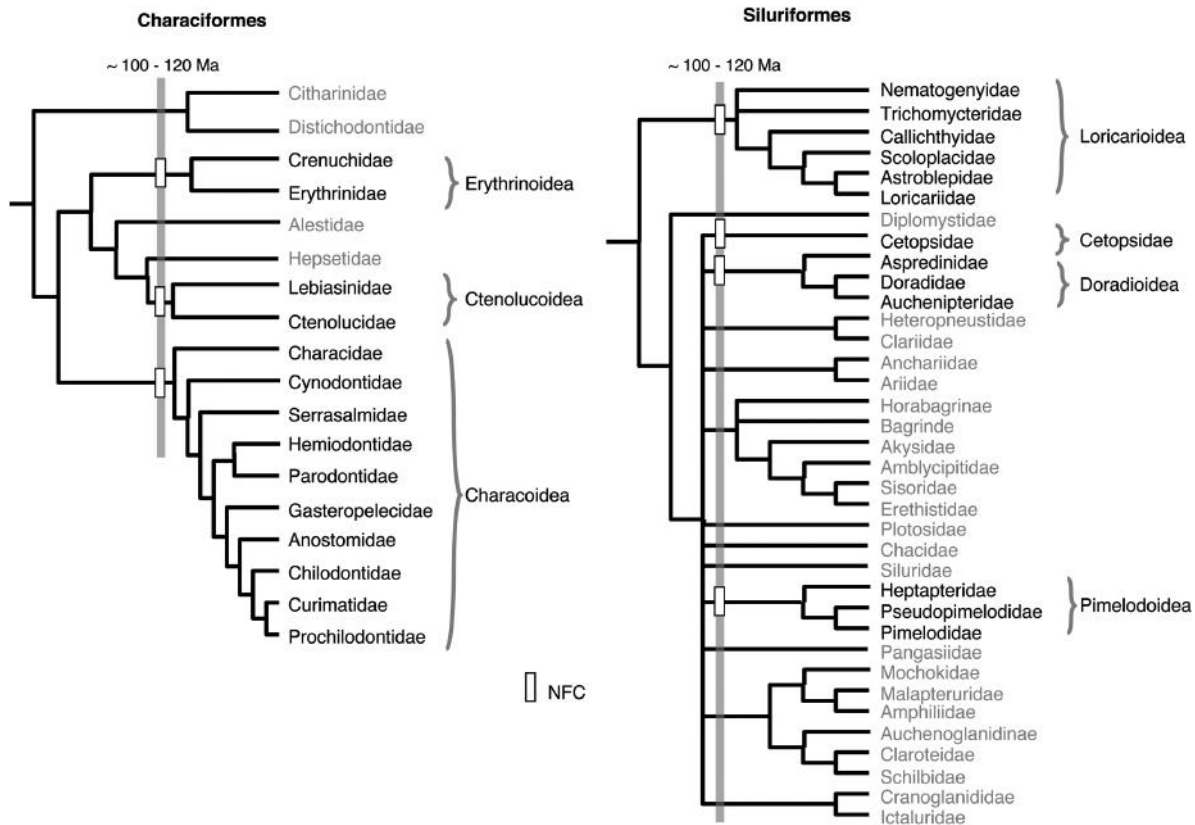 Characiformes
~ 100 - 120 Ma
Citharinidae
Distichodontidae
Crenuchidae
Erythrinidae
Erythrinoidea
Alestidae
Hepsetidae
Lebiasinidae
Ctenolucidae
Ctenolucoidea
Characidae
Cynodontidae
Serrasalmidae
Hemiodontidae
Parodontidae
Gasteropelecidae
Anostomidae
Chilodontidae
Curimatidae
Prochilodontidae
Characoidea
NFC
Siluriformes
~ 100 - 120 Ma
Nematogenyidae
Trichomycteridae
Callichthyidae
Scoloplacidae
Astroblepidae
Loricariidae
Loricarioidea
Diplomystidae
Cetopsidae
Cetopsidae
Aspredinidae
Doradidae
Auchenipteridae
Doradioidea
Heteropneustidae
Clariidae
Anchariidae
Ariidae
Horabagrinae
Bagrinde
Akysidae
Amblycipitidae
Sisoridae
Erethistidae
Plotosidae
Chacidae
Siluridae
Heptapteridae
Pseudopimelodidae
Pimelodidae
Pimelodoidea
Pangasiidae
Mochokidae
Malapteruridae
Amphiliidae
Auchenoglanidinae
Claroteidae
Schilbidae
Cranoglanididae
Ictaluridae